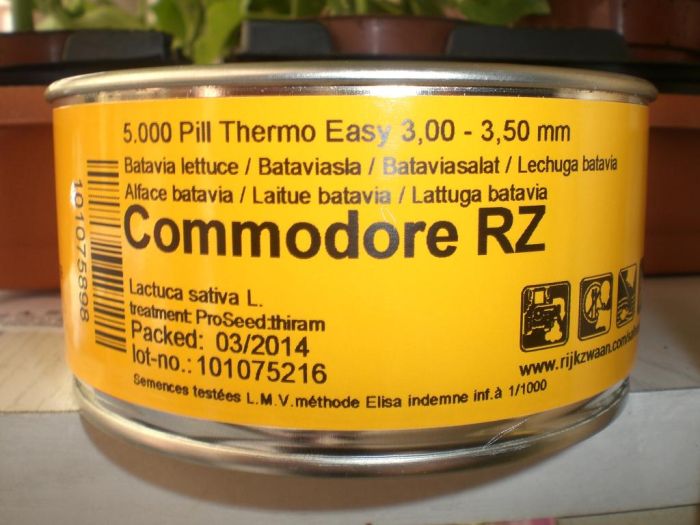 5.000 Pill Thermo Easy 3,00 - 3,50 mm
Batavia lettuce / Bataviasla / Bataviasalat / Lechuga batavia
Alface batavia / Laitue batavia / Lattuga batavia
Commodore RZ
Lactuca sativa L.
treatment: ProSeed:thiram
Packed: 03/2014
lot-no.: 101075216
Semences testées L.M.V.méthode Elisa indemne inf.à 1/1000
101075898
www.rijkzwaan.com/